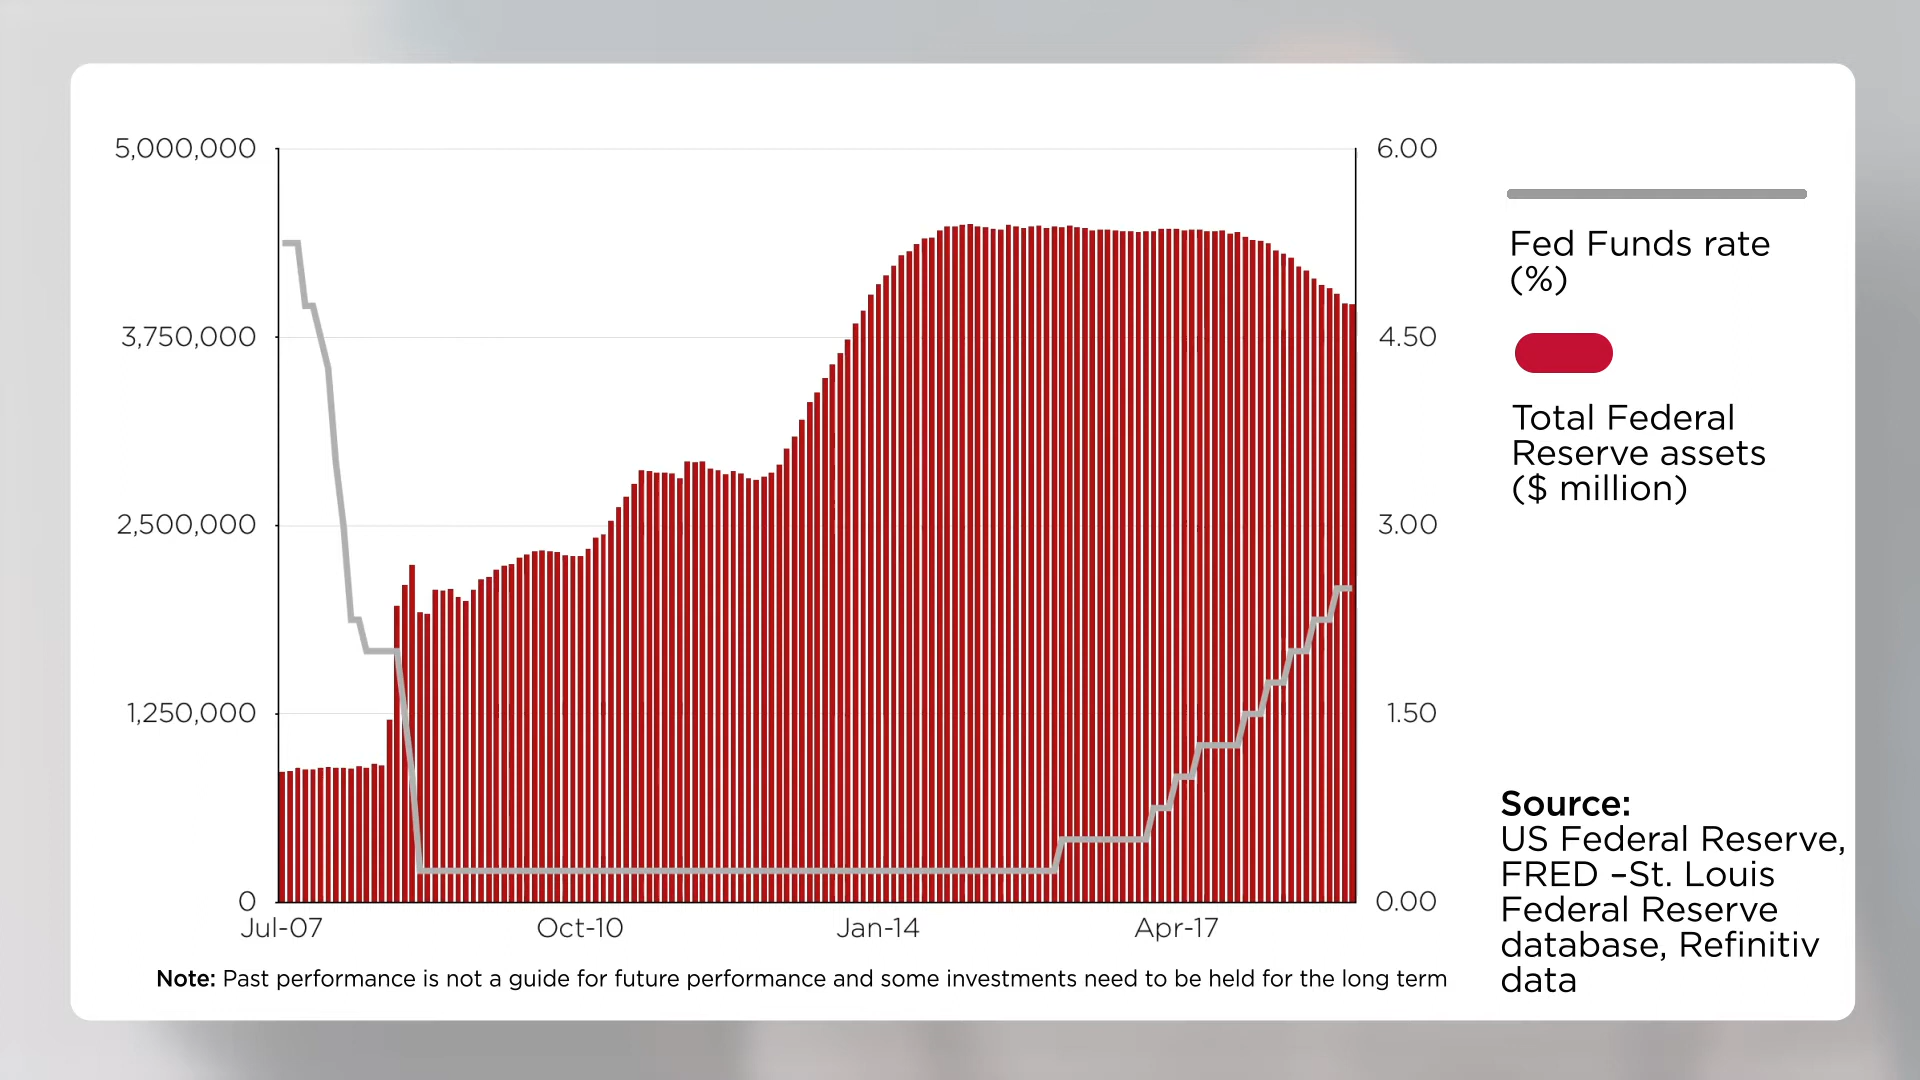 5,000,000
3,750,000
2,500,000
1,250,000
0
6.00
4.50
3.00
1.50
0.00
Jul-07
Oct-10
Jan-14
Apr-17
Note: Past performance is not a guide for future performance and some investments need to be held for the long term
Fed Funds rate
(%)
Total Federal
Reserve assets
($ million)
Source:
US Federal Reserve,
FRED –St. Louis
Federal Reserve
database, Refinitiv
data